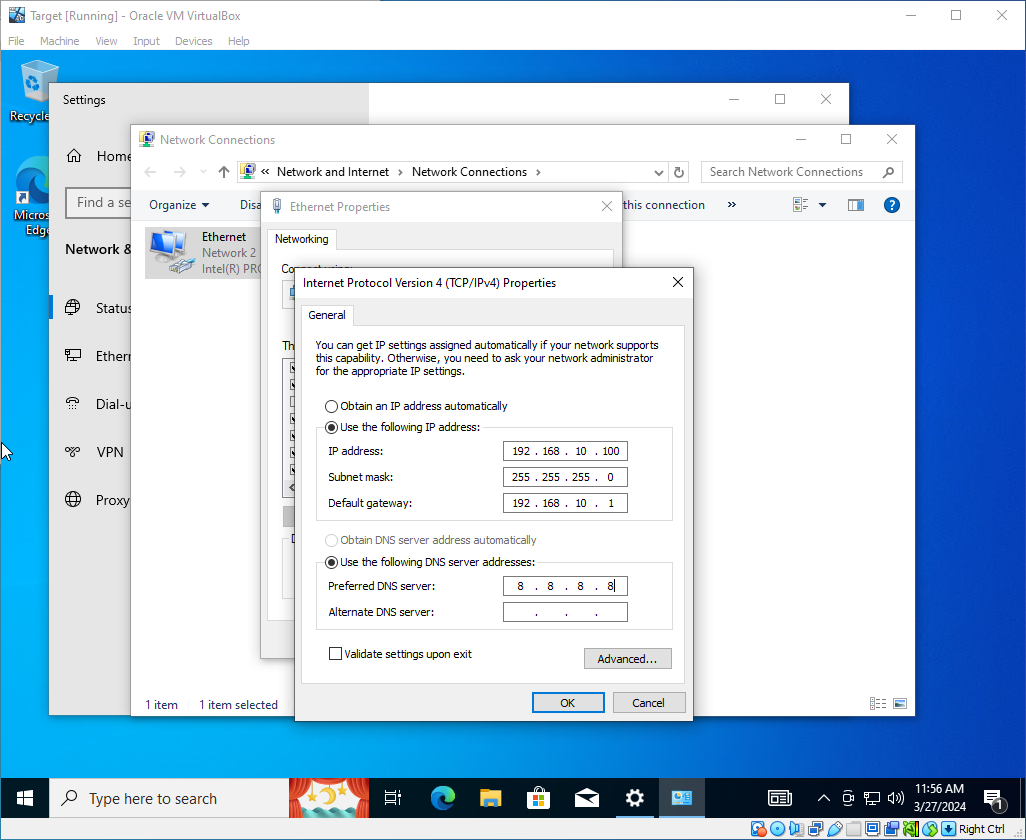 Target [Running] - Oracle VM VirtualBox
File Machine View Input Devices Help
Recycle
Settings
Network Connections
Home
« Network and Internet › Network Connections ›
Search Network Connections
Find a se
Micros
Edge
Organize
Disa
this connection
»
Ethernet Properties
Network &
Ethernet
Network 2
Intel(R) PRO
Networking
Status
Ethern
Dial-u
VPN
Proxy
Internet Protocol Version 4 (TCP/IPv4) Properties
General
You can get IP settings assigned automatically if your network supports
this capability. Otherwise, you need to ask your network administrator
for the appropriate IP settings.
Obtain an IP address automatically
Use the following IP address:
IP address: 192 . 168 . 10 . 100
Subnet mask: 255 . 255 . 255 . 0
Default gateway: 192 . 168 . 10 . 1
Obtain DNS server address automatically
Use the following DNS server addresses:
Preferred DNS server: 8 . 8 . 8 . 8
Alternate DNS server: . . .
Validate settings upon exit
Advanced...
OK
Cancel
1 item 1 item selected
Type here to search
11:56 AM
3/27/2024
1
Right Ctrl